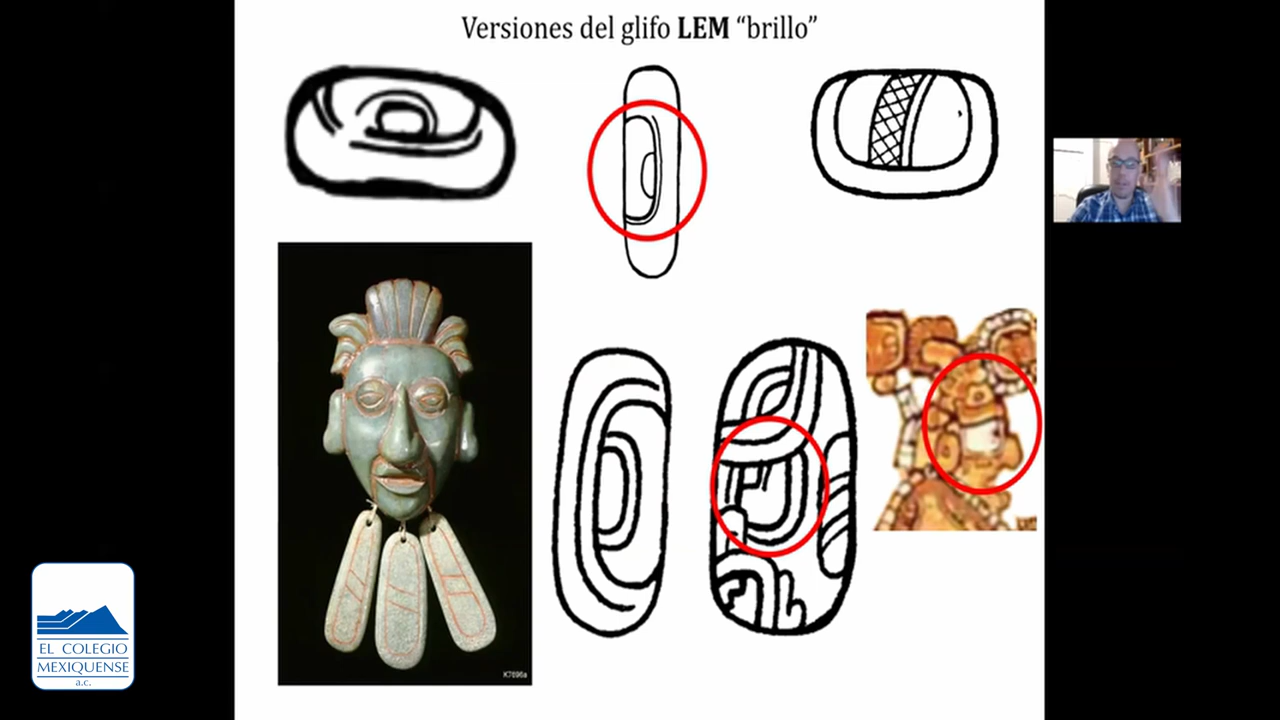 Versiones del glifo LEM “brillo”
K7696a
EL COLEGIO
MEXIQUENSE
a.c.